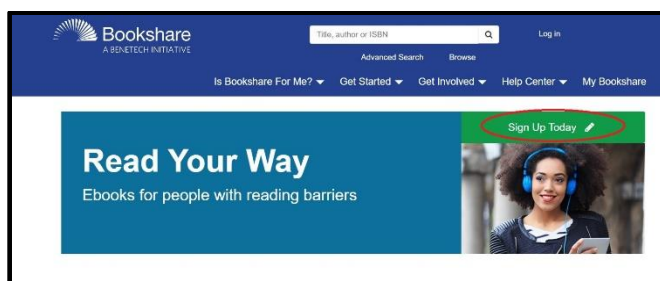 Bookshare
A BENETECH INITIATIVE
Title, author or ISBN
Log in
Advanced Search Browse
Is Bookshare For Me? Get Started Get Involved Help Center My Bookshare
Sign Up Today
Read Your Way
Ebooks for people with reading barriers